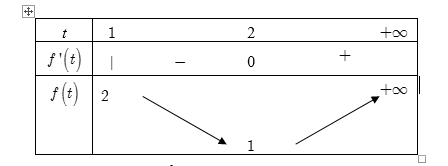 t 1 2 +∞
f'(t) | − 0 +
f(t) 2 1 +∞